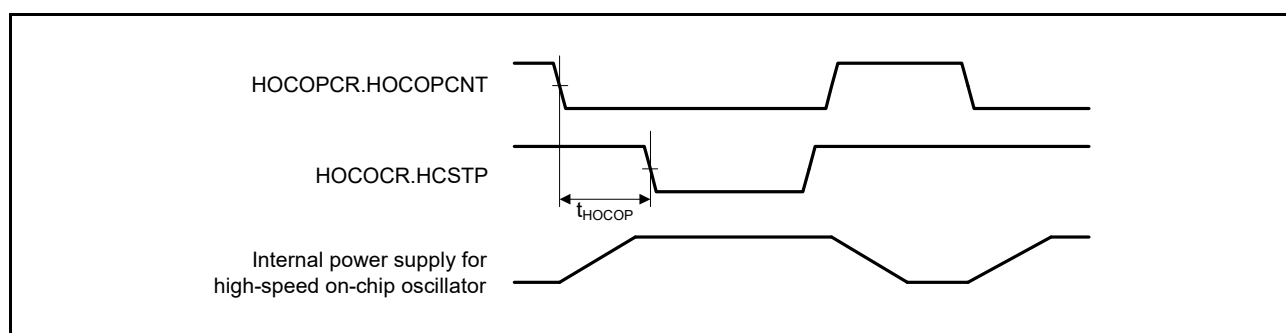 HOCOPCR.HOCOPCNT
HOCOCR.HCSTP
tHOCOP
Internal power supply for
high-speed on-chip oscillator